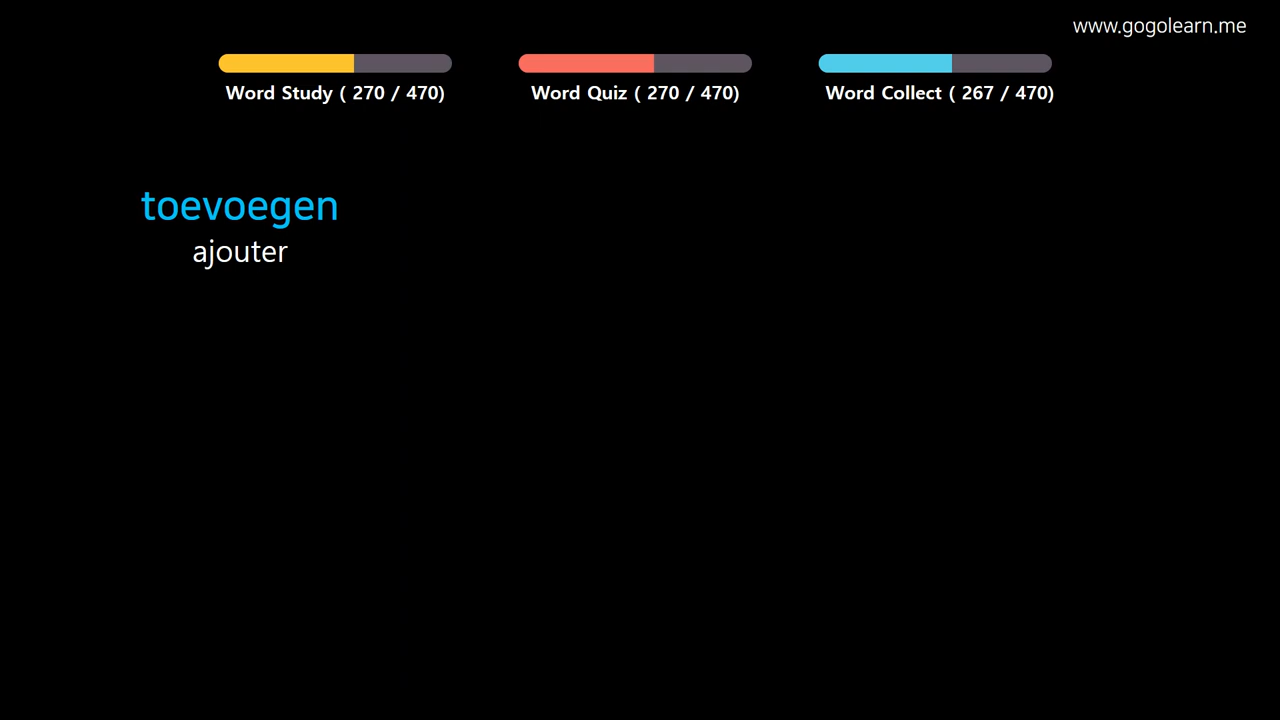 www.gogolearn.me
Word Study ( 270 / 470)
Word Quiz ( 270 / 470)
Word Collect ( 267 / 470)
toevoegen
ajouter